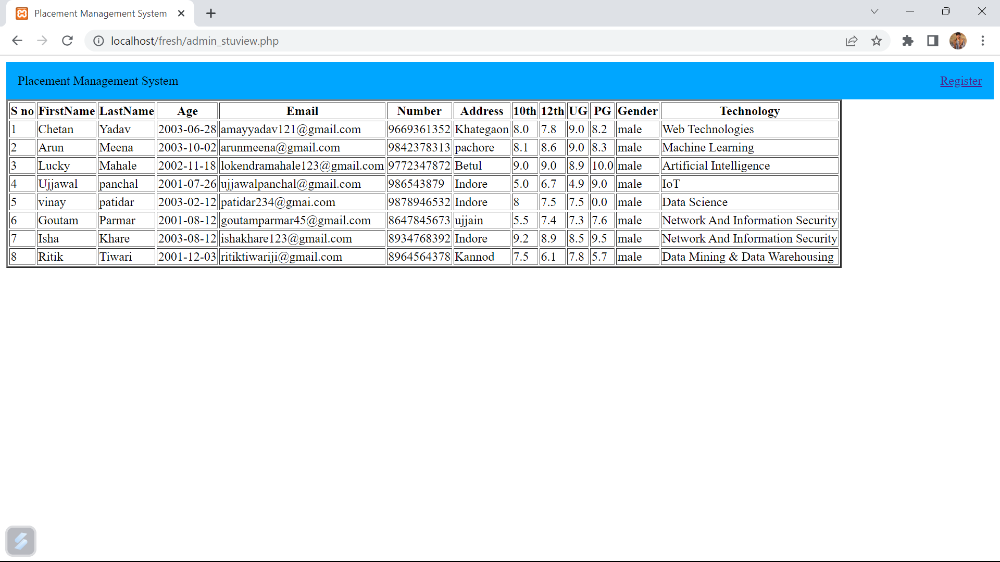 Placement Management System
localhost/fresh/admin_stuview.php
Placement Management System Register
S no FirstName LastName Age Email Number Address 10th 12th UG PG Gender Technology
1 Chetan Yadav 2003-06-28 amayyadav121@gmail.com 9669361352 Khategaon 8.0 7.8 9.0 8.2 male Web Technologies
2 Arun Meena 2003-10-02 arunmeena@gmail.com 9842378313 pachore 8.1 8.6 9.0 8.3 male Machine Learning
3 Lucky Mahale 2002-11-18 lokendramahale123@gmail.com 9772347872 Betul 9.0 9.0 8.9 10.0 male Artificial Intelligence
4 Ujjawal panchal 2001-07-26 ujjawalpanchal@gmail.com 986543879 Indore 5.0 6.7 4.9 9.0 male IoT
5 vinay patidar 2003-02-12 patidar234@gmai.com 9878946532 Indore 8 7.5 7.5 0.0 male Data Science
6 Goutam Parmar 2001-08-12 goutamparmar45@gmail.com 8647845673 ujjain 5.5 7.4 7.3 7.6 male Network And Information Security
7 Isha Khare 2003-08-12 ishakhare123@gmail.com 8934768392 Indore 9.2 8.9 8.5 9.5 male Network And Information Security
8 Ritik Tiwari 2001-12-03 ritiktiwariji@gmail.com 8964564378 Kannod 7.5 6.1 7.8 5.7 male Data Mining & Data Warehousing